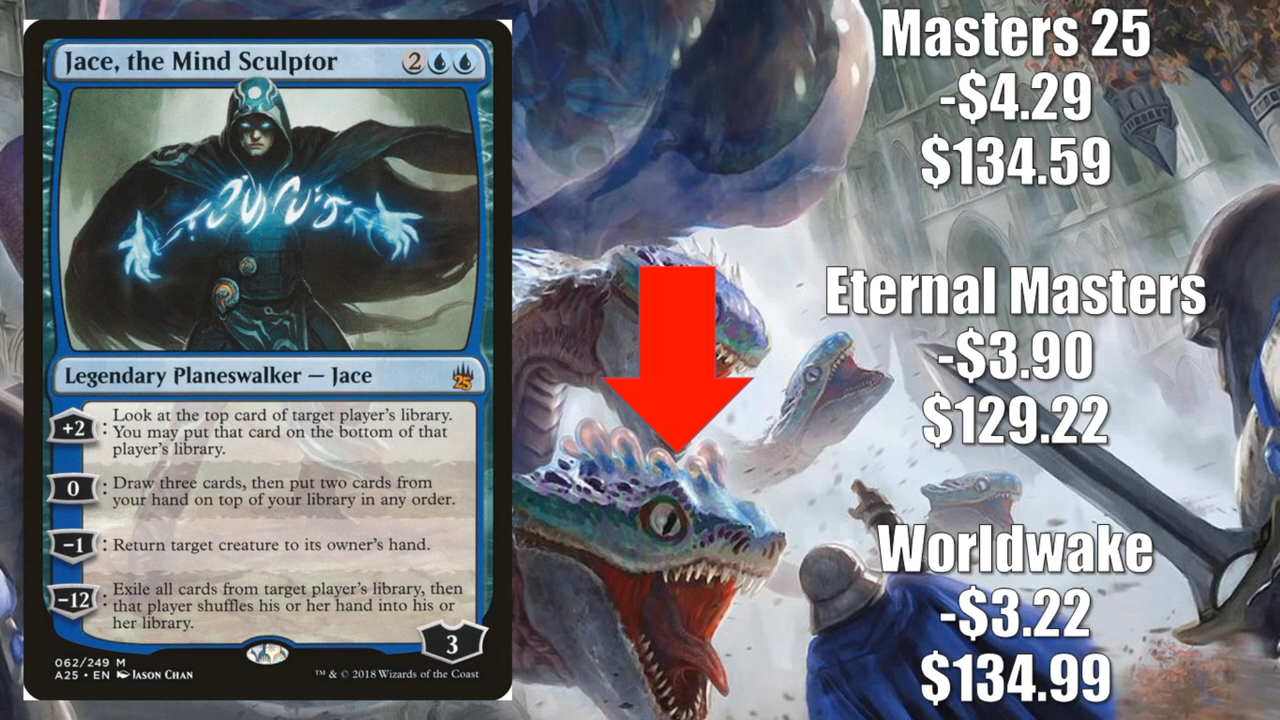 Jace, the Mind Sculptor 2
Legendary Planeswalker — Jace
25
+2 : Look at the top card of target player's library.
You may put that card on the bottom of that
player's library.
0 : Draw three cards, then put two cards from
your hand on top of your library in any order.
−1 : Return target creature to its owner's hand.
−12 : Exile all cards from target player's library, then
that player shuffles his or her hand into his or
her library.
3
062/249 M
A25 • EN JASON CHAN
™ & © 2018 Wizards of the Coast
Masters 25
-$4.29
$134.59
Eternal Masters
-$3.90
$129.22
Worldwake
-$3.22
$134.99